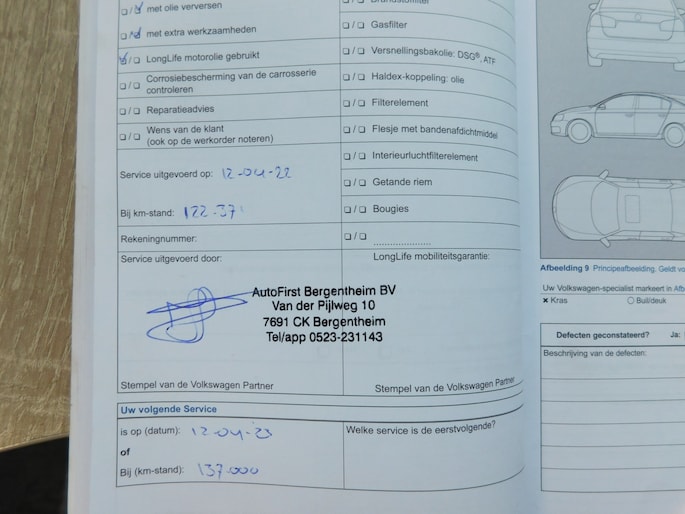 ❑ / ☑ met olie verversen
❑ / ☑ met extra werkzaamheden
☑ / ❑ LongLife motorolie gebruikt
❑ / ❑ Corrosiebescherming van de carrosserie
controleren
❑ / ❑ Reparatieadvies
❑ / ❑ Wens van de klant
(ook op de werkorder noteren)
Service uitgevoerd op: 12-04-22
Bij km-stand: 122.37
Rekeningnummer:
Service uitgevoerd door:
❑ / ❑ Gasfilter
❑ / ❑ Versnellingsbakolie: DSG®, ATF
❑ / ❑ Haldex-koppeling: olie
❑ / ❑ Filterelement
❑ / ❑ Flesje met bandenafdichtmiddel
❑ / ❑ Interieurluchtfilterelement
❑ / ❑ Getande riem
❑ / ❑ Bougies
❑ / ❑ ......................
LongLife mobiliteitsgarantie:
AutoFirst Bergentheim BV
Van der Pijlweg 10
7691 CK Bergentheim
Tel/app 0523-231143
Stempel van de Volkswagen Partner
Stempel van de Volkswagen Partner
Uw volgende Service
is op (datum): 12-04-23
of
Bij (km-stand): 137.000
Welke service is de eerstvolgende?
Afbeelding 9 Principeafbeelding. Geldt
Uw Volkswagen-specialist markeert in
× Kras
○ Buil/deuk
Defecten geconstateerd? Ja:
Beschrijving van de defecten: